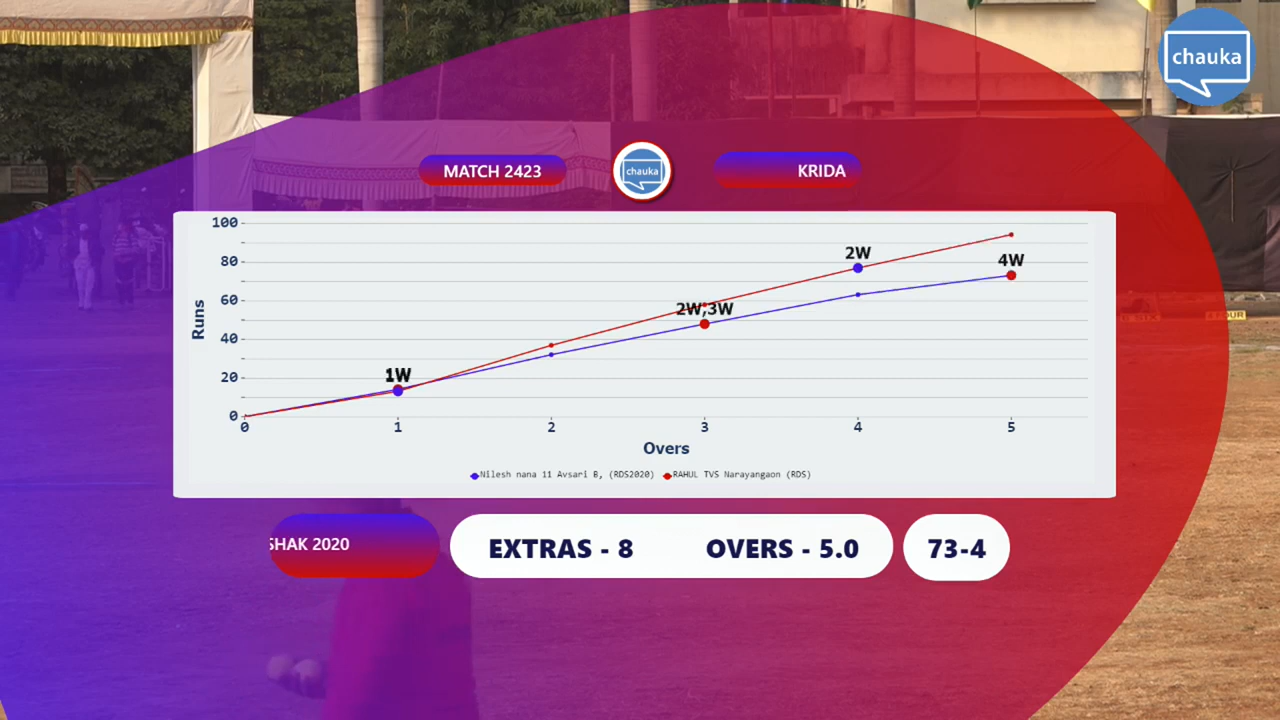 chauka
MATCH 2423
chauka
KRIDA
100
80
60
40
20
0
Runs
1W
2W,3W
2W
4W
0 1 2 3 4 5
Overs
Nilesh nana 11 Avsari B, (RDS2020) RAHUL TVS Narayangaon (RDS)
SHAK 2020
EXTRAS - 8 OVERS - 5.0
73-4
FOUR